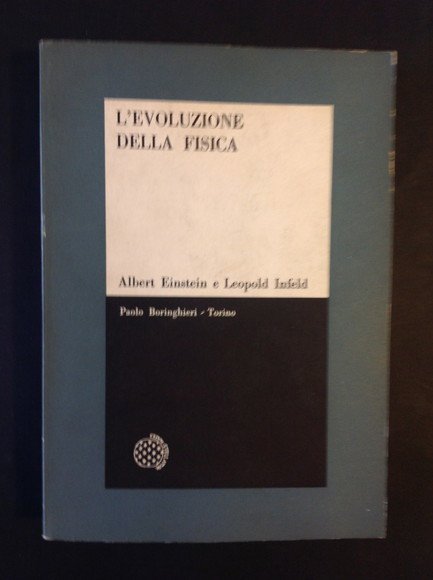 L'EVOLUZIONE
DELLA FISICA
Albert Einstein e Leopold Infeld
Paolo Boringhieri - Torino